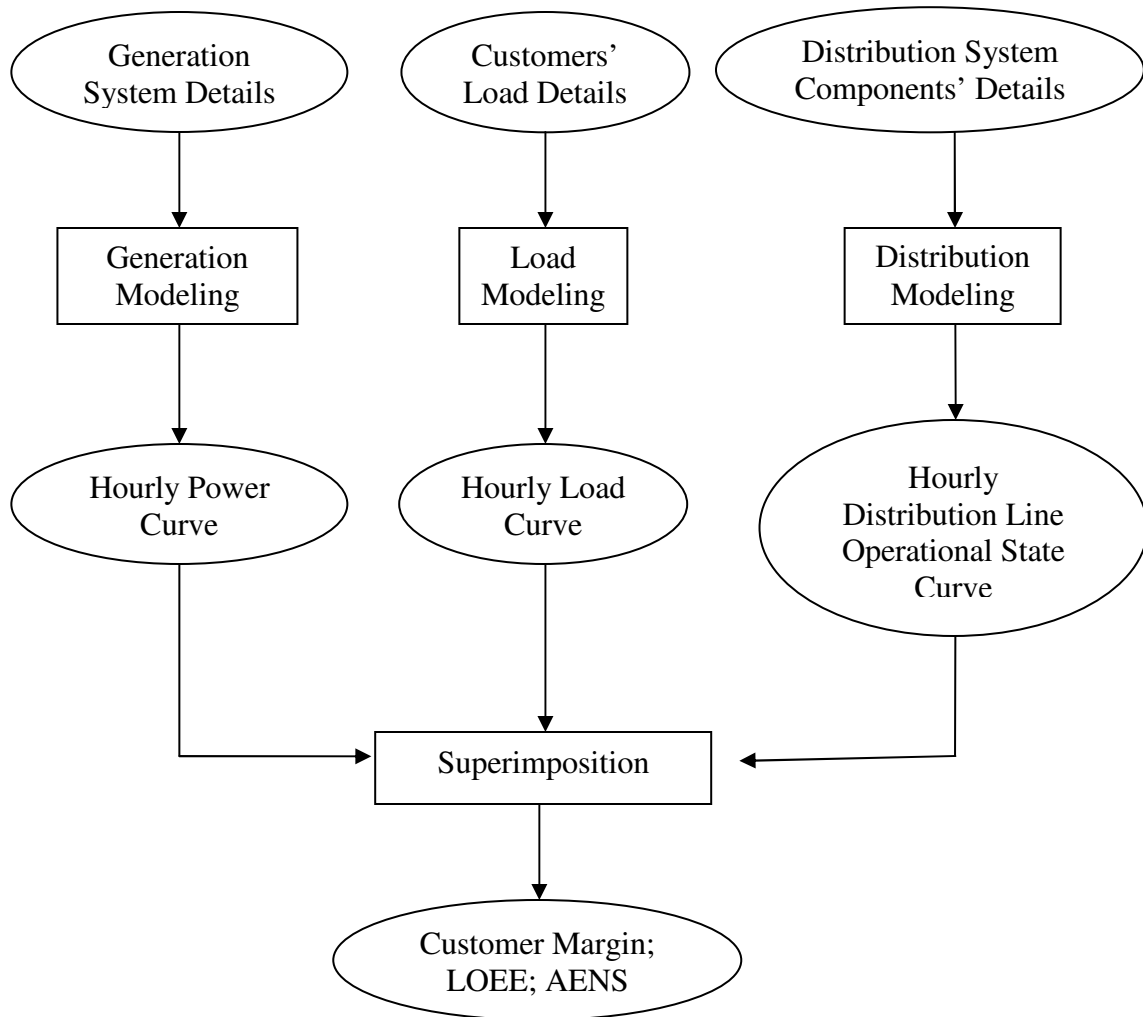 Generation
System Details
Customers’
Load Details
Distribution System
Components’ Details
Generation
Modeling
Load
Modeling
Distribution
Modeling
Hourly Power
Curve
Hourly Load
Curve
Hourly
Distribution Line
Operational State
Curve
Superimposition
Customer Margin;
LOEE; AENS